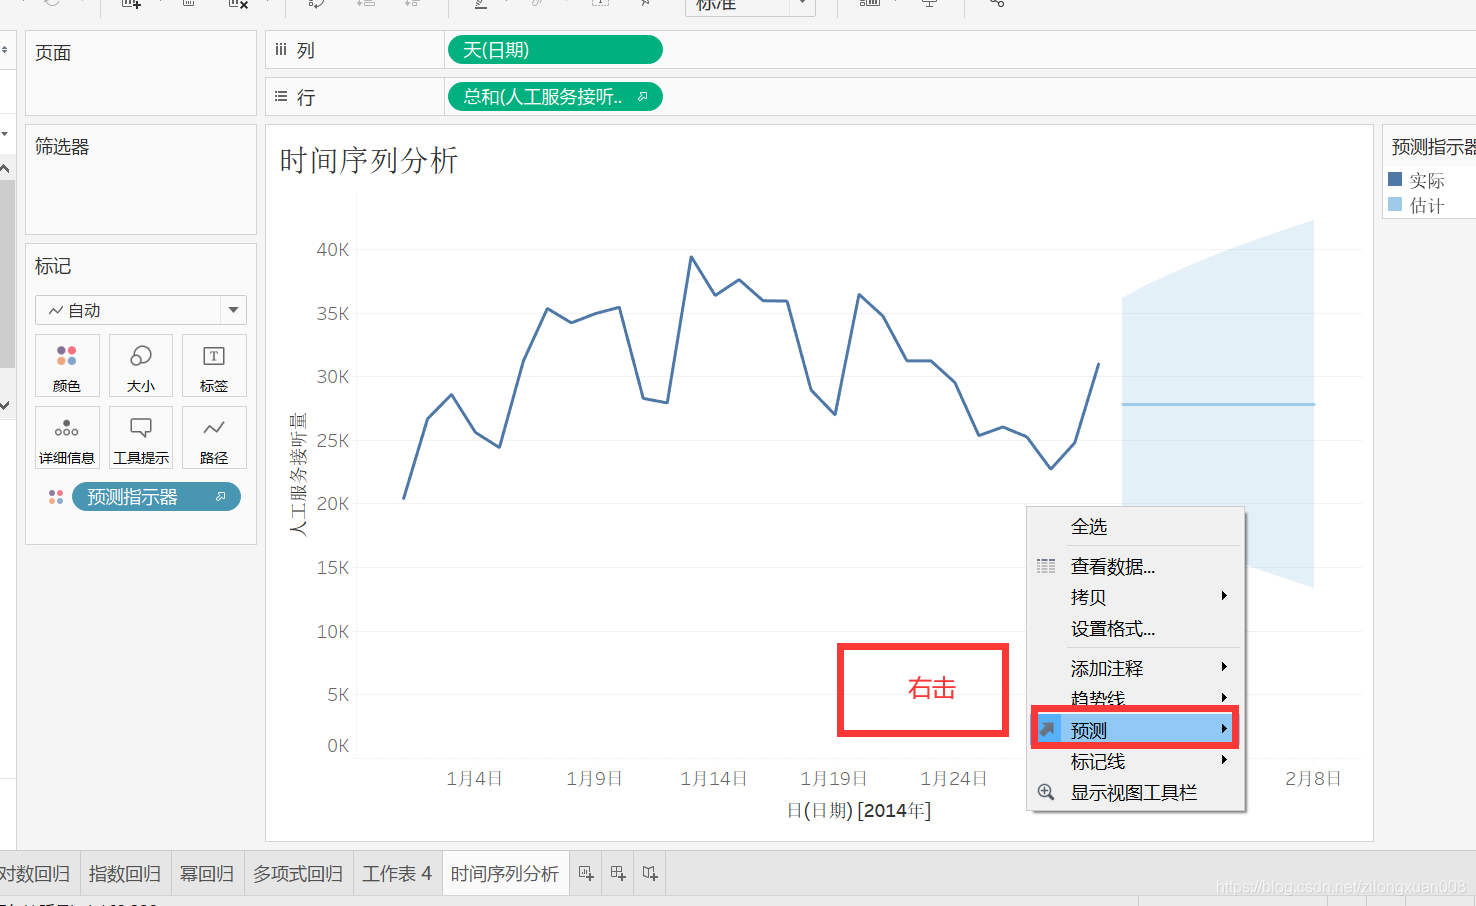 标准
页面
iii 列
天(日期)
行
总和(人工服务接听..
筛选器
时间序列分析
预测指示器
实际
估计
标记
自动
颜色
大小
标签
详细信息
工具提示
路径
预测指示器
40K
35K
30K
25K
20K
15K
10K
5K
0K
人工服务接听量
1月4日
1月9日
1月14日
1月19日
1月24日
2月8日
日(日期) [2014年]
右击
全选
查看数据...
拷贝
设置格式...
添加注释
趋势线
预测
标记线
显示视图工具栏
对数回归
指数回归
幂回归
多项式回归
工作表 4
时间序列分析
https://blog.csdn.net/zilongxuan008